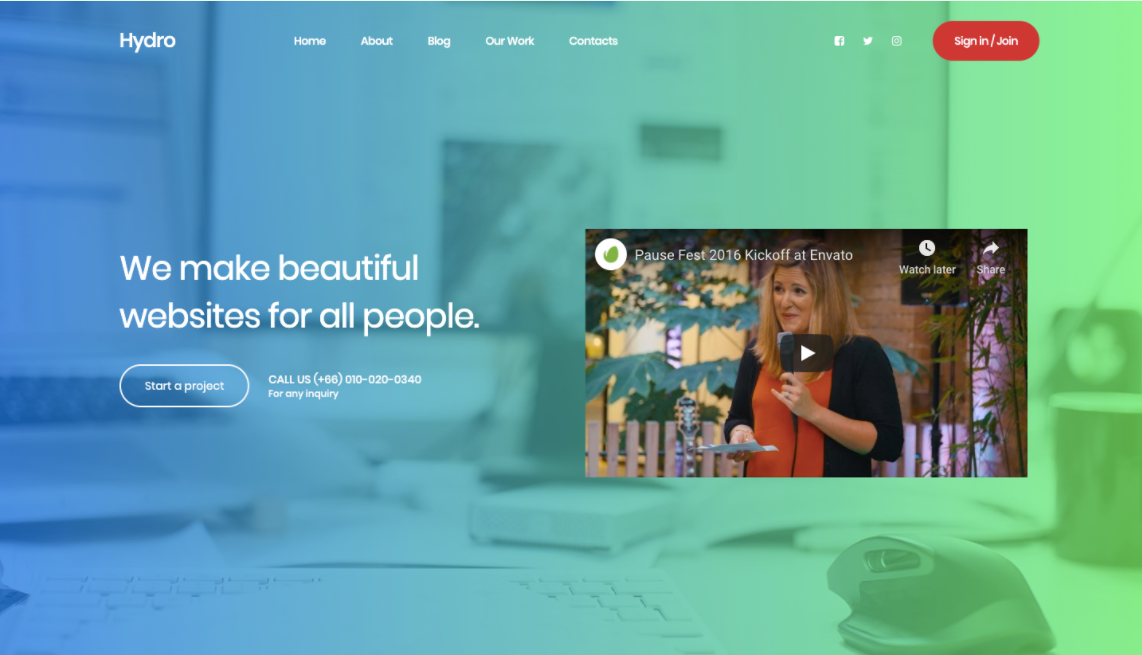 Hydro
Home
About
Blog
Our Work
Contacts
Sign in / Join
We make beautiful
websites for all people.
Start a project
CALL US (+66) 010-020-0340
For any inquiry
Pause Fest 2016 Kickoff at Envato
Watch later
Share